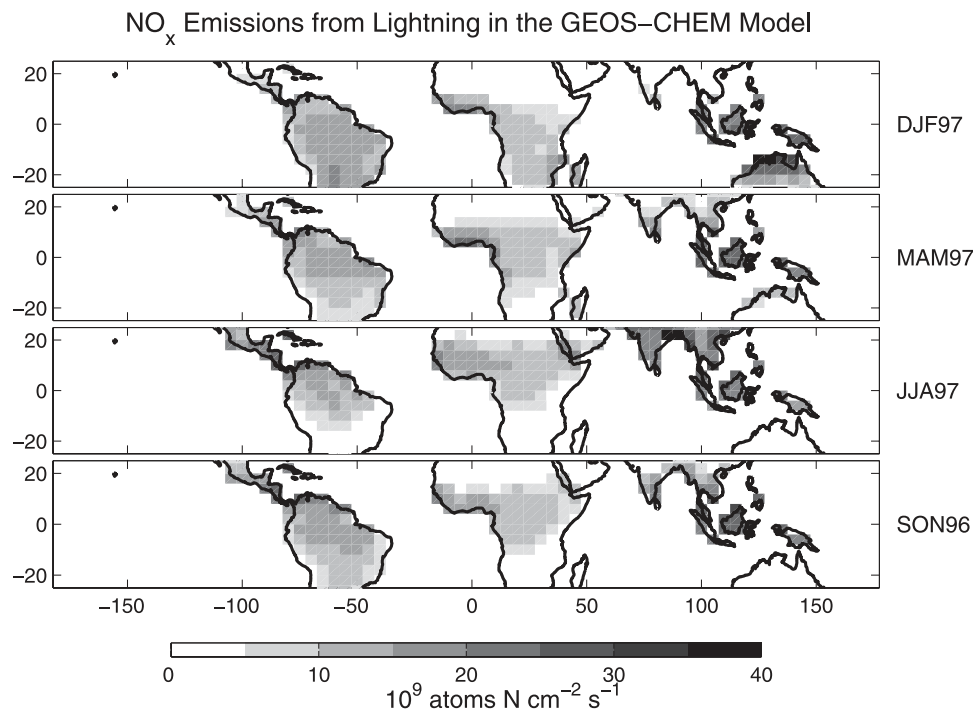 NOx Emissions from Lightning in the GEOS−CHEM Model
20
0
−20
DJF97
20
0
−20
MAM97
20
0
−20
JJA97
20
0
−20
SON96
−150 −100 −50 0 50 100 150
0 10 20 30 40
10⁹ atoms N cm⁻² s⁻¹